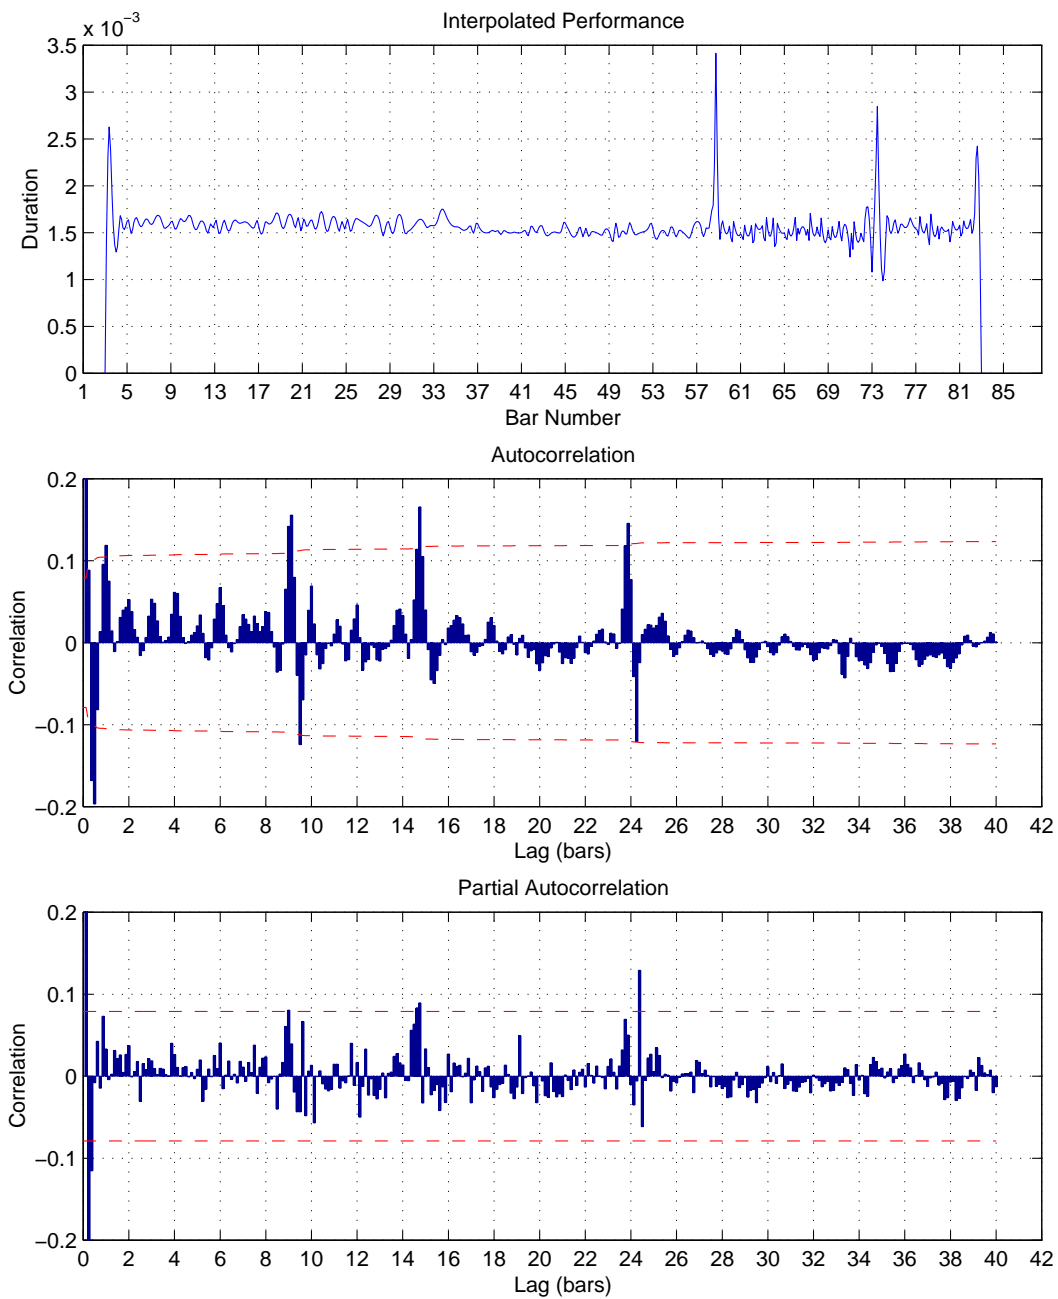 Interpolated Performance
x 10⁻³
3.5
3
2.5
2
1.5
1
0.5
0
Duration
1 5 9 13 17 21 25 29 33 37 41 45 49 53 57 61 65 69 73 77 81 85
Bar Number
Autocorrelation
0.2
0.1
0
−0.1
−0.2
Correlation
0 2 4 6 8 10 12 14 16 18 20 22 24 26 28 30 32 34 36 38 40 42
Lag (bars)
Partial Autocorrelation
0.2
0.1
0
−0.1
−0.2
Correlation
0 2 4 6 8 10 12 14 16 18 20 22 24 26 28 30 32 34 36 38 40 42
Lag (bars)